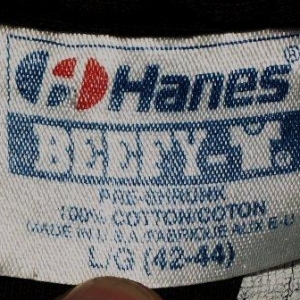 Hanes®
BEEFY-T®
PRE-SHRUNK
100% COTTON/COTON
MADE IN U.S.A./FABRIQUE AUX E-U
L/G (42-44)